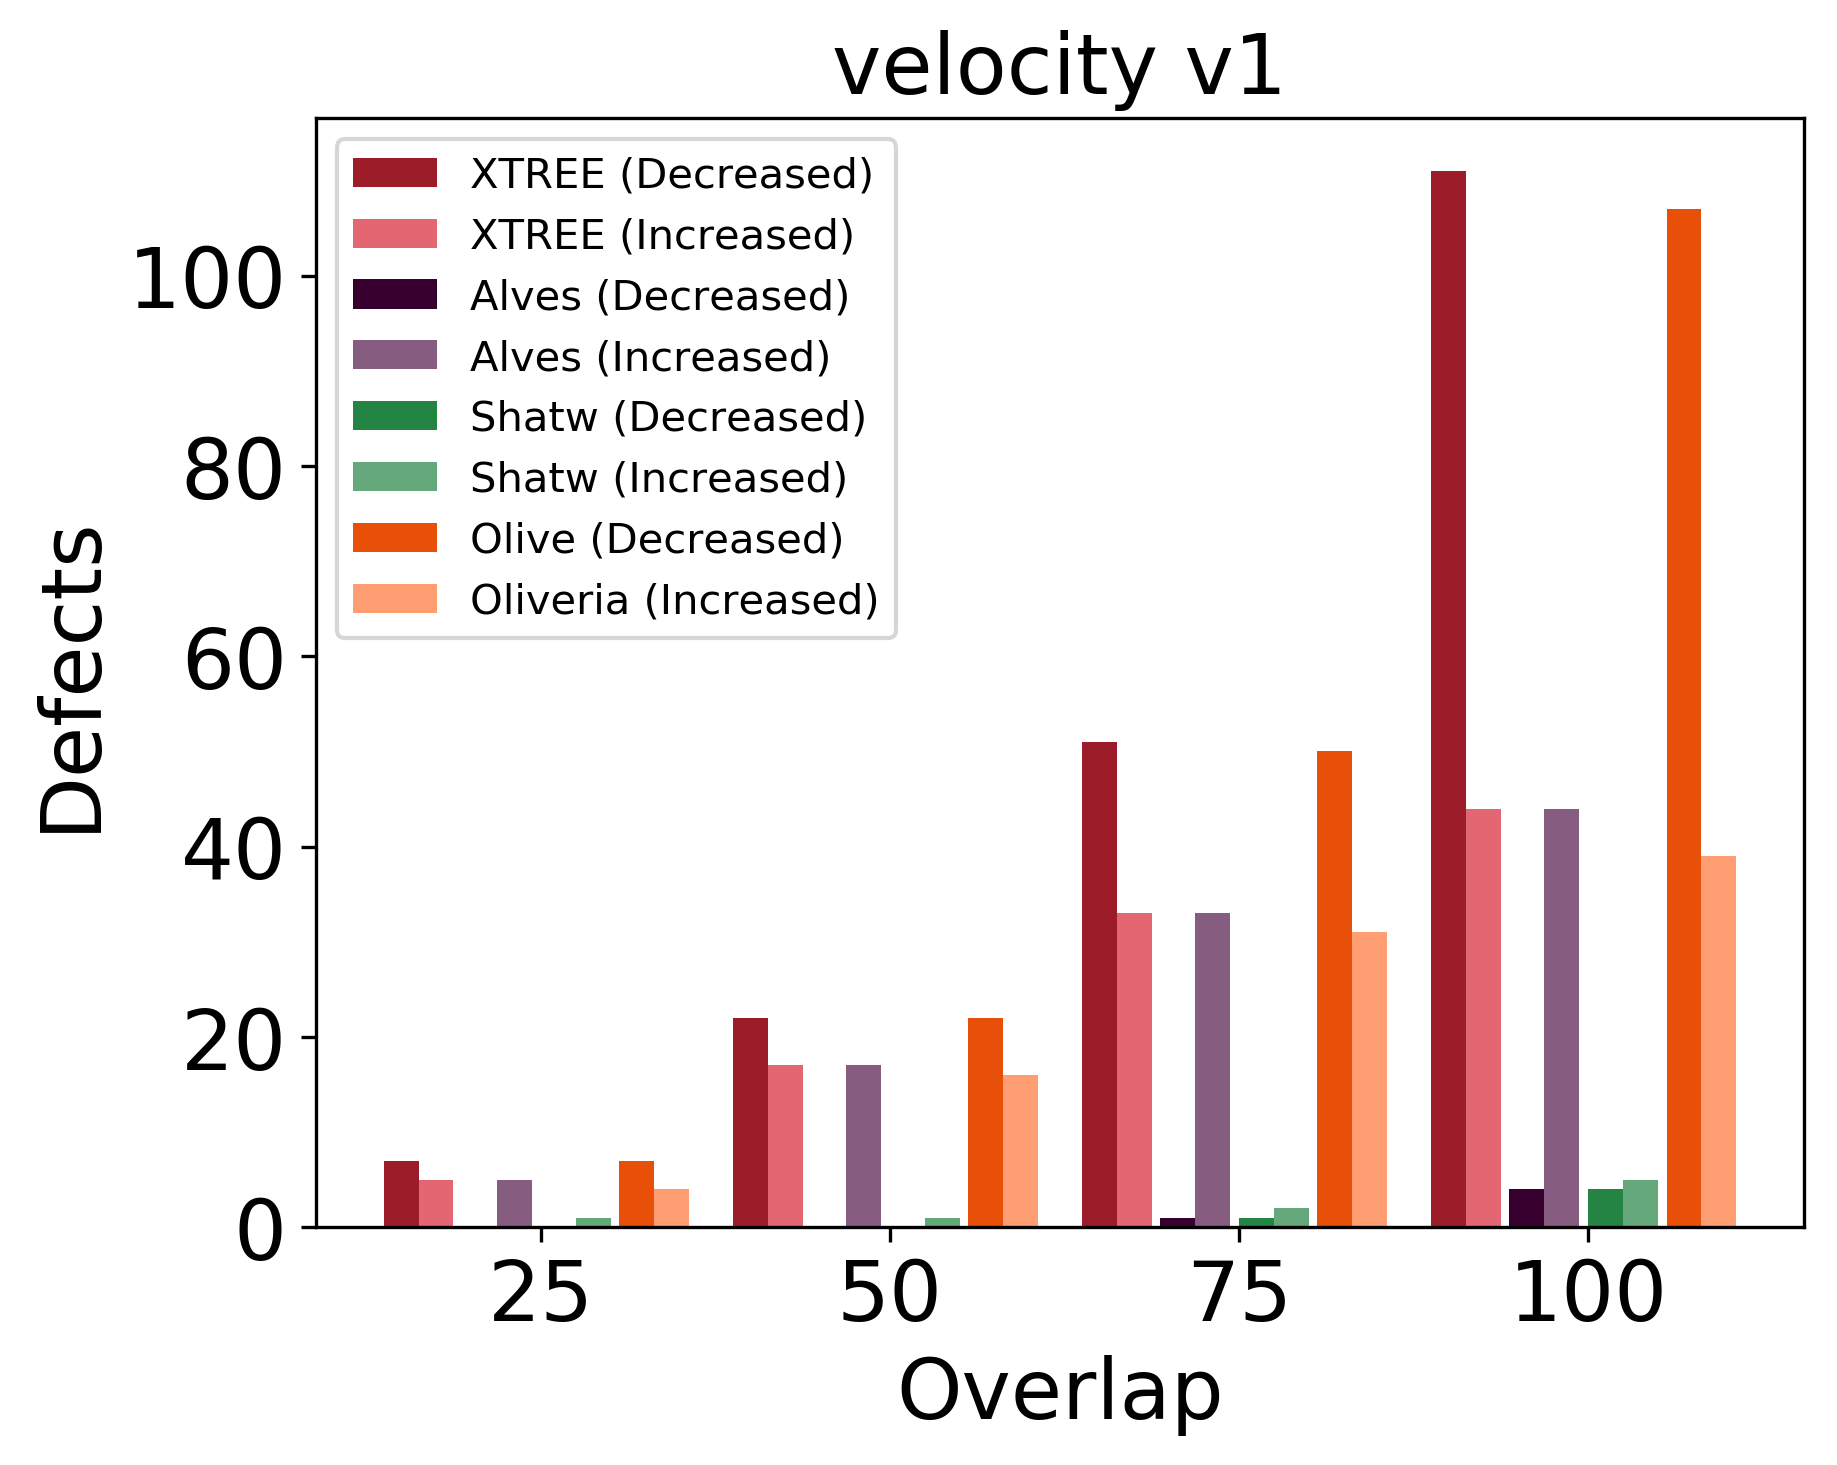 velocity v1
XTREE (Decreased)
XTREE (Increased)
Alves (Decreased)
Alves (Increased)
Shatw (Decreased)
Shatw (Increased)
Olive (Decreased)
Oliveria (Increased)
Defects
100
80
60
40
20
0
25 50 75 100
Overlap